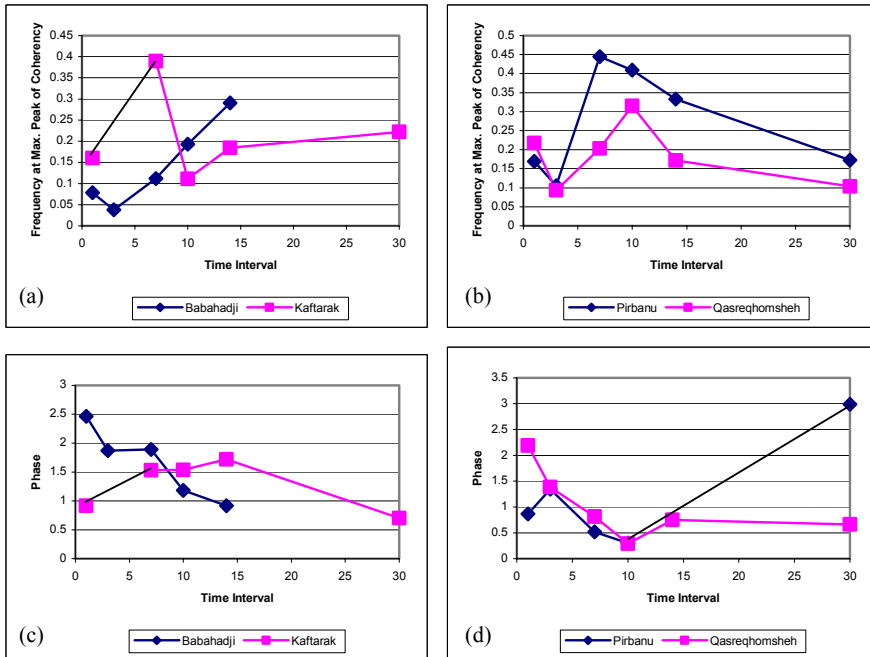 Frequency at Max. Peak of Coherency
0.45
0.4
0.35
0.3
0.25
0.2
0.15
0.1
0.05
0
0 5 10 15 20 25 30
Time Interval
(a)
Babahadji Kaftarak
Frequency at Max. Peak of Coherency
0.5
0.45
0.4
0.35
0.3
0.25
0.2
0.15
0.1
0.05
0
0 5 10 15 20 25 30
Time Interval
(b)
Pirbanu Qasreqhomsheh
Phase
3
2.5
2
1.5
1
0.5
0
0 5 10 15 20 25 30
Time Interval
(c)
Babahadji Kaftarak
Phase
3.5
3
2.5
2
1.5
1
0.5
0
0 5 10 15 20 25 30
Time Interval
(d)
Pirbanu Qasreqhomsheh